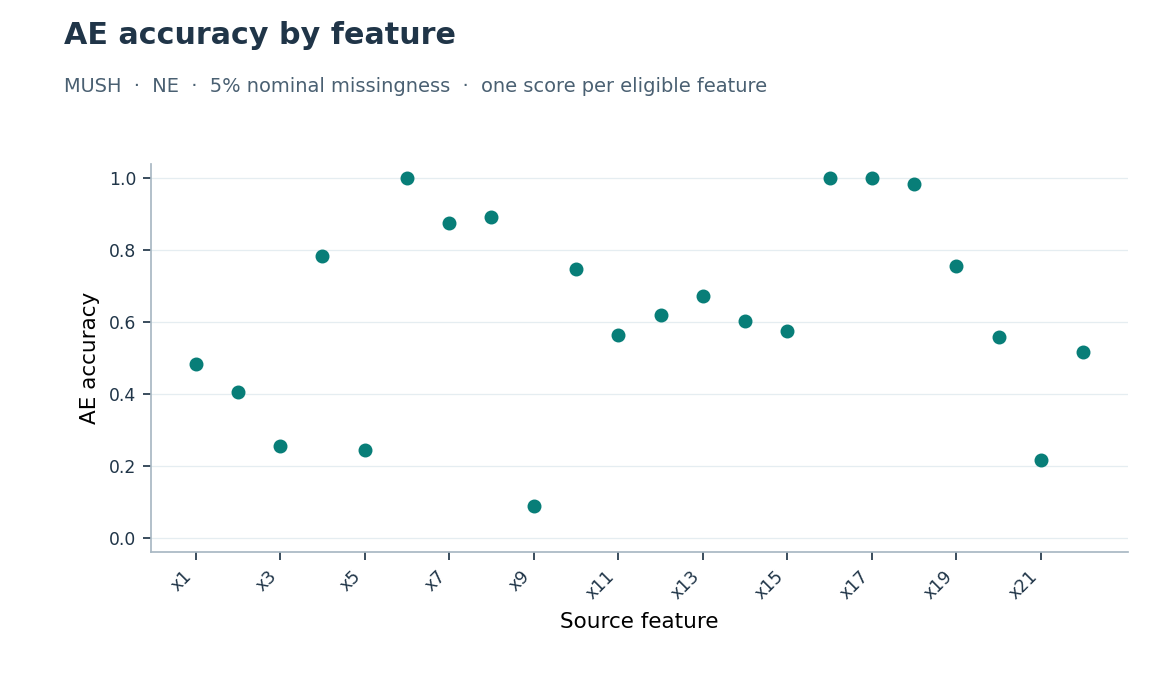 AE accuracy by feature
MUSH · NE · 5% nominal missingness · one score per eligible feature
1.0
0.8
0.6
0.4
0.2
0.0
AE accuracy
x1 x3 x5 x7 x9 x11 x13 x15 x17 x19 x21
Source feature